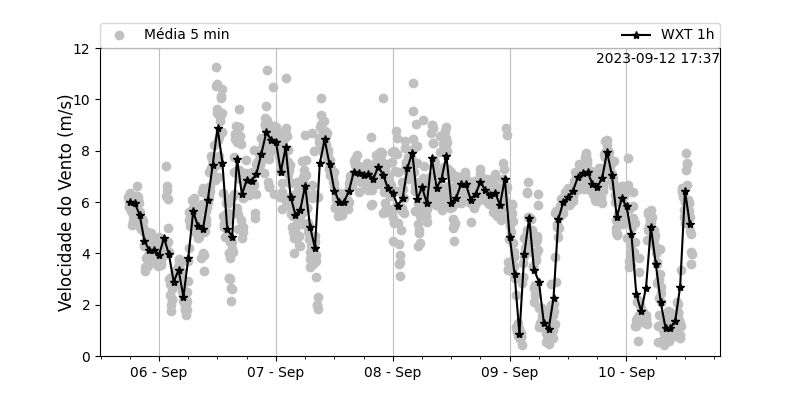 Média 5 min WXT 1h
2023-09-12 17:37
Velocidade do Vento (m/s)
12
10
8
6
4
2
0
06 - Sep 07 - Sep 08 - Sep 09 - Sep 10 - Sep